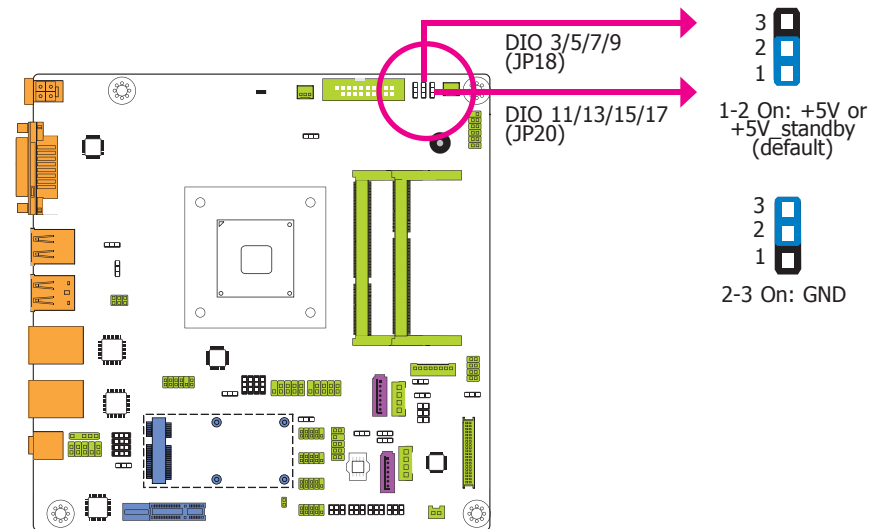 DIO 3/5/7/9
(JP18)
DIO 11/13/15/17
(JP20)
3
2
1
1-2 On: +5V or
+5V_standby
(default)
3
2
1
2-3 On: GND